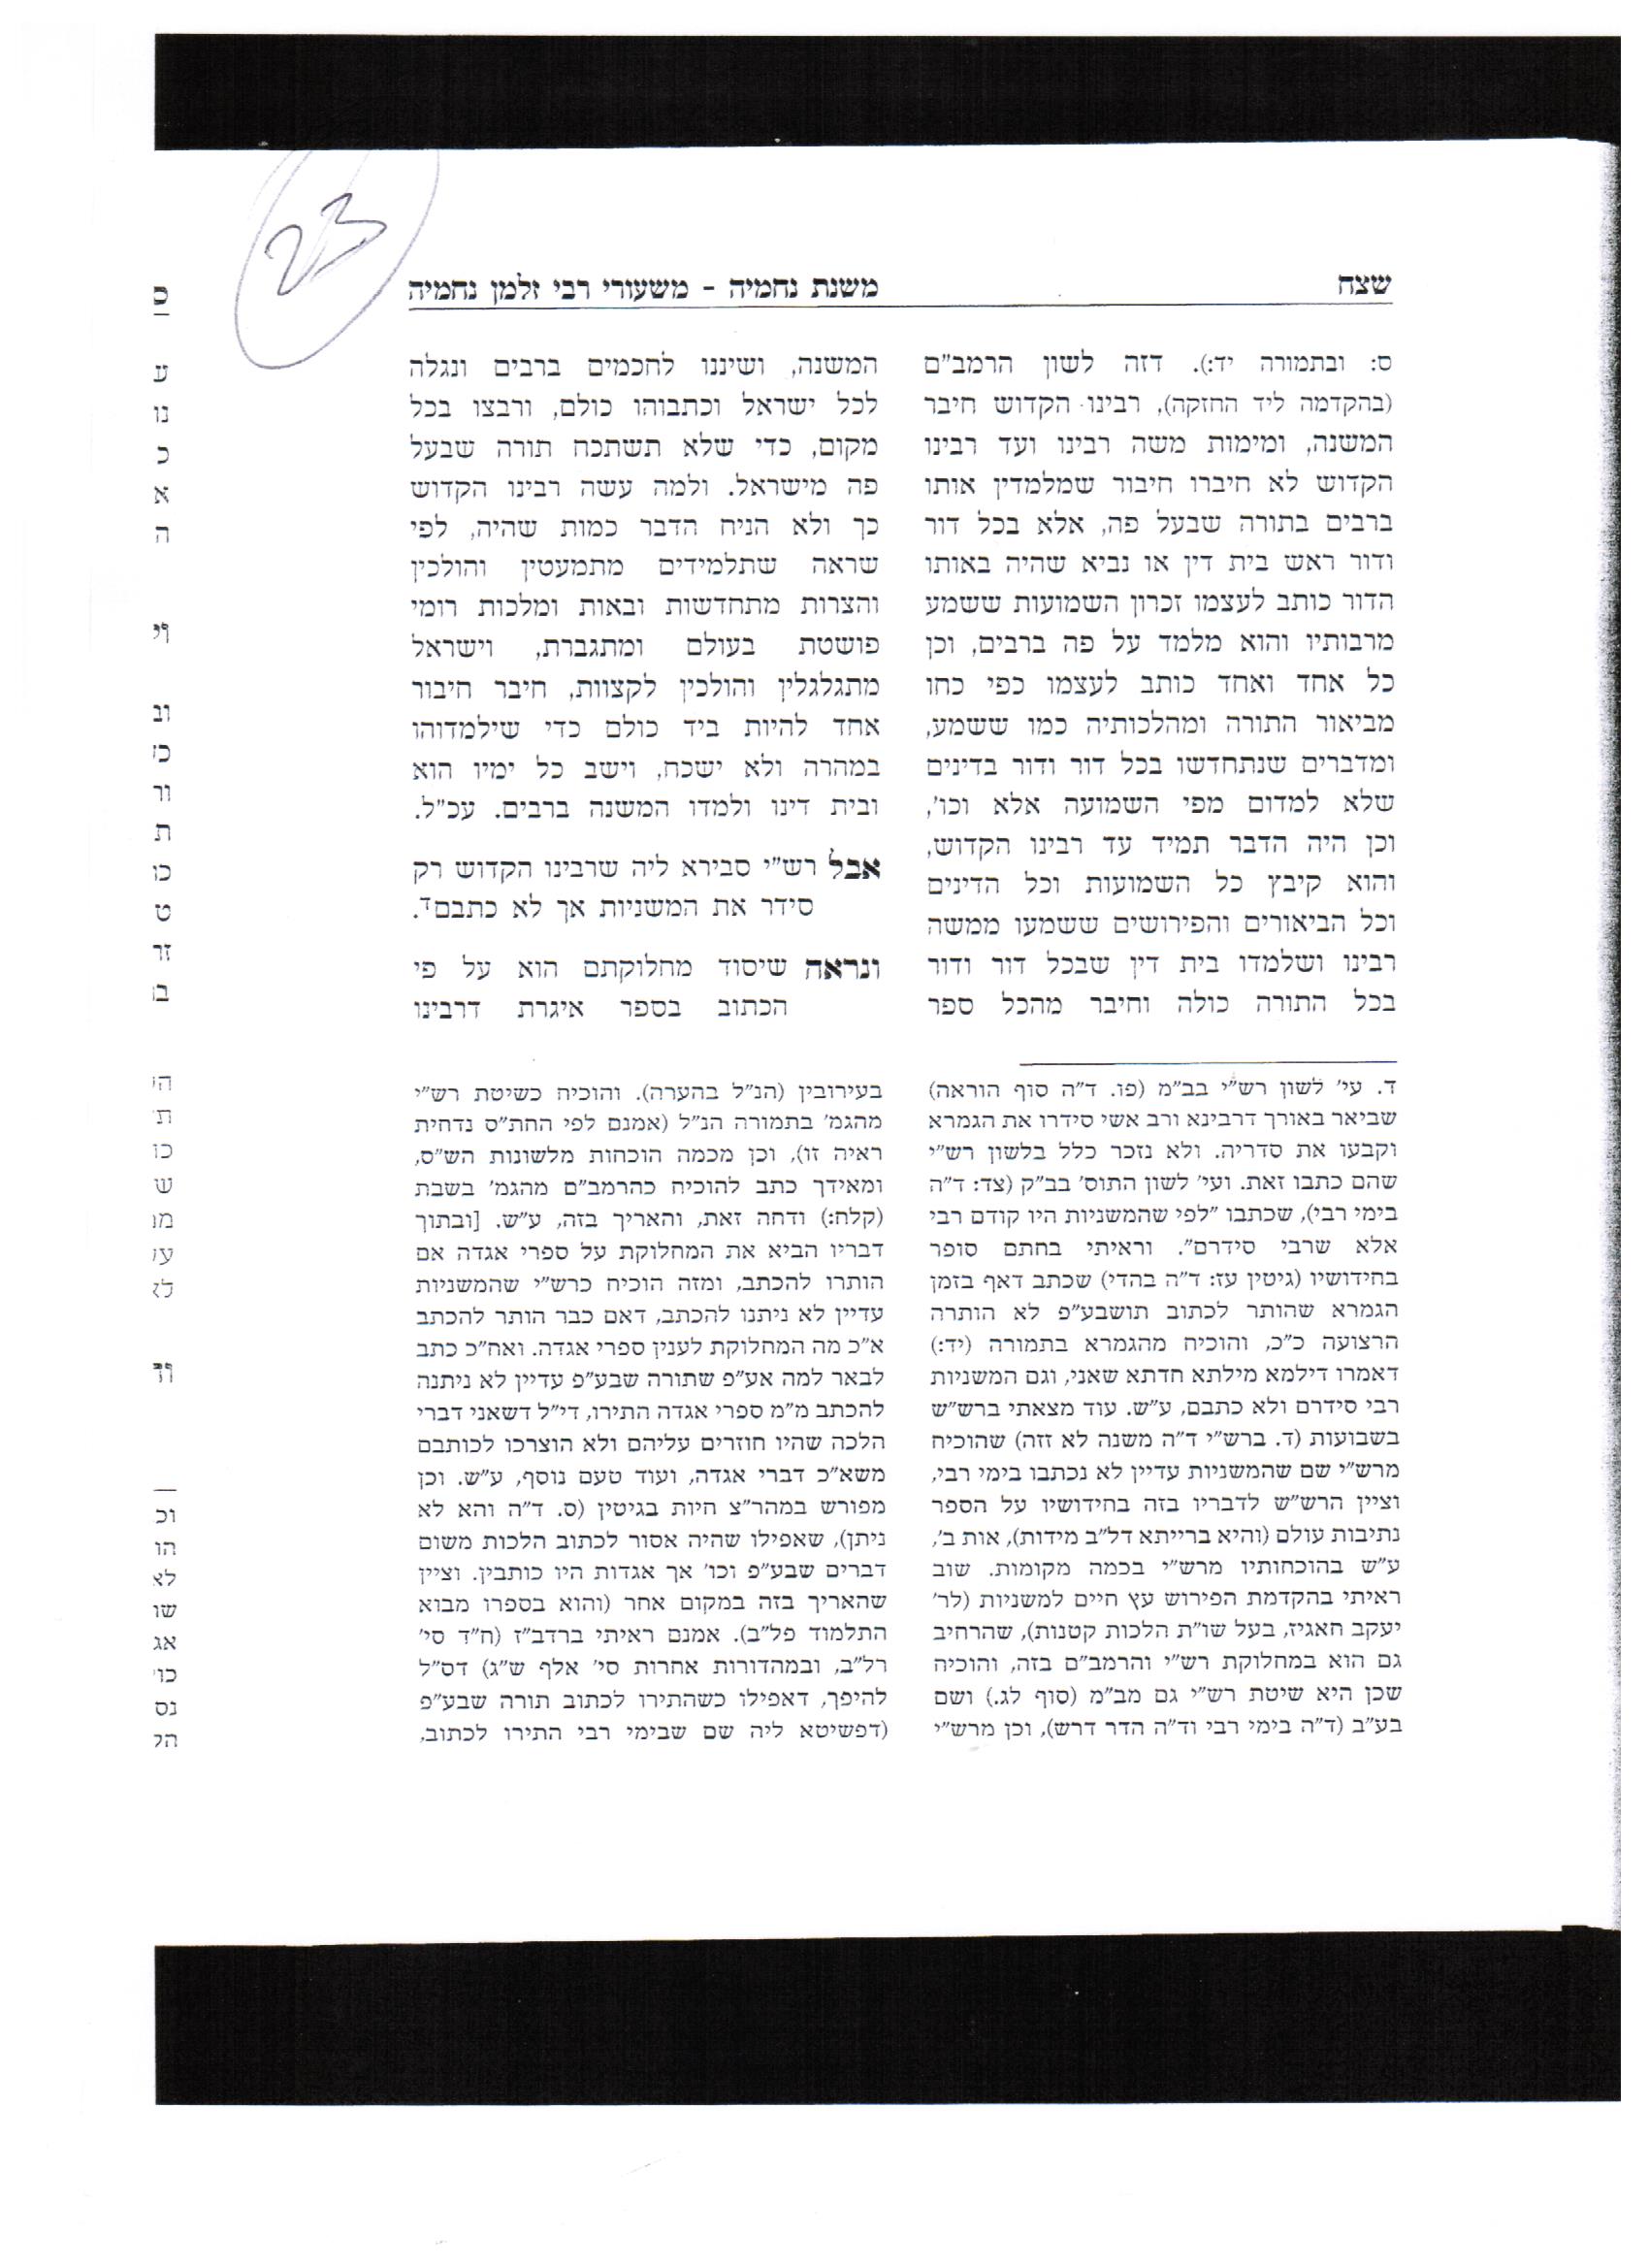 23
שצח
משנת נחמיה - משעורי רבי זלמן נחמיה
ס: ובתמורה יד:). דזה לשון הרמב"ם
(בהקדמה ליד החזקה), רבינו הקדוש חיבר
המשנה, ומימות משה רבינו ועד רבינו
הקדוש לא חיברו חיבור שמלמדין אותו
ברבים בתורה שבעל פה, אלא בכל דור
ודור ראש בית דין או נביא שהיה באותו
הדור כותב לעצמו זכרון השמועות ששמע
מרבותיו והוא מלמד על פה ברבים, וכן
כל אחד ואחד כותב לעצמו כפי כחו
מביאור התורה ומהלכותיה כמו ששמע,
ומדברים שנתחדשו בכל דור ודור בדינים
שלא למדום מפי השמועה אלא וכו',
וכן היה הדבר תמיד עד רבינו הקדוש,
והוא קיבץ כל השמועות וכל הדינים
וכל הביאורים והפירושים ששמעו ממשה
רבינו ושלמדו בית דין שבכל דור ודור
בכל התורה כולה וחיבר מהכל ספר
המשנה, ושיננו לחכמים ברבים ונגלה
לכל ישראל וכתבוהו כולם, ורבצו בכל
מקום, כדי שלא תשתכח תורה שבעל
פה מישראל. ולמה עשה רבינו הקדוש
כך ולא הניח הדבר כמות שהיה, לפי
שראה שתלמידים מתמעטין והולכין
והצרות מתחדשות ובאות ומלכות רומי
פושטת בעולם ומתגברת, וישראל
מתגלגלין והולכין לקצוות, חיבר חיבור
אחד להיות ביד כולם כדי שילמדוהו
במהרה ולא ישכח, וישב כל ימיו הוא
ובית דינו ולמדו המשנה ברבים. עכ"ל.
אבל רש"י סבירא ליה שרבינו הקדוש רק
סידר את המשניות אך לא כתבםד.
ונראה שיסוד מחלוקתם הוא על פי
הכתוב בספר איגרת דרבינו
ד. עי' לשון רש"י בב"מ (פו. ד"ה סוף הוראה)
שביאר באורך דרבינא ורב אשי סידרו את הגמרא
וקבעו את סדריה. ולא נזכר כלל בלשון רש"י
שהם כתבו זאת. ועי' לשון התוס' בב"ק (צד: ד"ה
בימי רבי), שכתבו "לפי שהמשניות היו קודם רבי
אלא שרבי סידרם". וראיתי בחתם סופר
בחידושיו (גיטין עז: ד"ה בהדי) שכתב דאף בזמן
הגמרא שהותר לכתוב תושבע"פ לא הותרה
הרצועה כ"כ, והוכיח מהגמרא בתמורה (יד:)
דאמרו דילמא מילתא חדתא שאני, וגם המשניות
רבי סידרם ולא כתבם, ע"ש. עוד מצאתי ברש"ש
בשבועות (ד. ברש"י ד"ה משנה לא זזה) שהוכיח
מרש"י שם שהמשניות עדיין לא נכתבו בימי רבי,
וציין הרש"ש לדבריו בזה בחידושיו על הספר
נתיבות עולם (והיא ברייתא דל"ב מידות), אות ב',
ע"ש בהוכחותיו מרש"י בכמה מקומות. שוב
ראיתי בהקדמת הפירוש עץ חיים למשניות (לר'
יעקב חאגיז, בעל שו"ת הלכות קטנות), שהרחיב
גם הוא במחלוקת רש"י והרמב"ם בזה, והוכיח
שכן היא שיטת רש"י גם מב"מ (סוף לג.) ושם
בע"ב (ד"ה בימי רבי וד"ה הדר דרש), וכן מרש"י
בעירובין (הנ"ל בהערה). והוכיח כשיטת רש"י
מהגמ' בתמורה הנ"ל (אמנם לפי החת"ס נדחית
ראיה זו), וכן מכמה הוכחות מלשונות הש"ס,
ומאידך כתב להוכיח כהרמב"ם מהגמ' בשבת
(קלח:) ודחה זאת, והאריך בזה, ע"ש. [ובתוך
דבריו הביא את המחלוקת על ספרי אגדה אם
הותרו להכתב, ומזה הוכיח כרש"י שהמשניות
עדיין לא ניתנו להכתב, דאם כבר הותר להכתב
א"כ מה המחלוקת לענין ספרי אגדה. ואח"כ כתב
לבאר למה אע"פ שתורה שבע"פ עדיין לא ניתנה
להכתב מ"מ ספרי אגדה התירו, די"ל דשאני דברי
הלכה שהיו חוזרים עליהם ולא הוצרכו לכותבם
משא"כ דברי אגדה, ועוד טעם נוסף, ע"ש. וכן
מפורש במהר"צ חיות בגיטין (ס. ד"ה והא לא
ניתן), שאפילו שהיה אסור לכתוב הלכות משום
דברים שבע"פ וכו' אך אגדות היו כותבין. וציין
שהאריך בזה במקום אחר (והוא בספרו מבוא
התלמוד פל"ב). אמנם ראיתי ברדב"ז (ח"ד סי'
רל"ב, ובמהדורות אחרות סי' אלף ש"ג) דס"ל
להיפך, דאפילו כשהתירו לכתוב תורה שבע"פ
(דפשיטא ליה שם שבימי רבי התירו לכתוב,